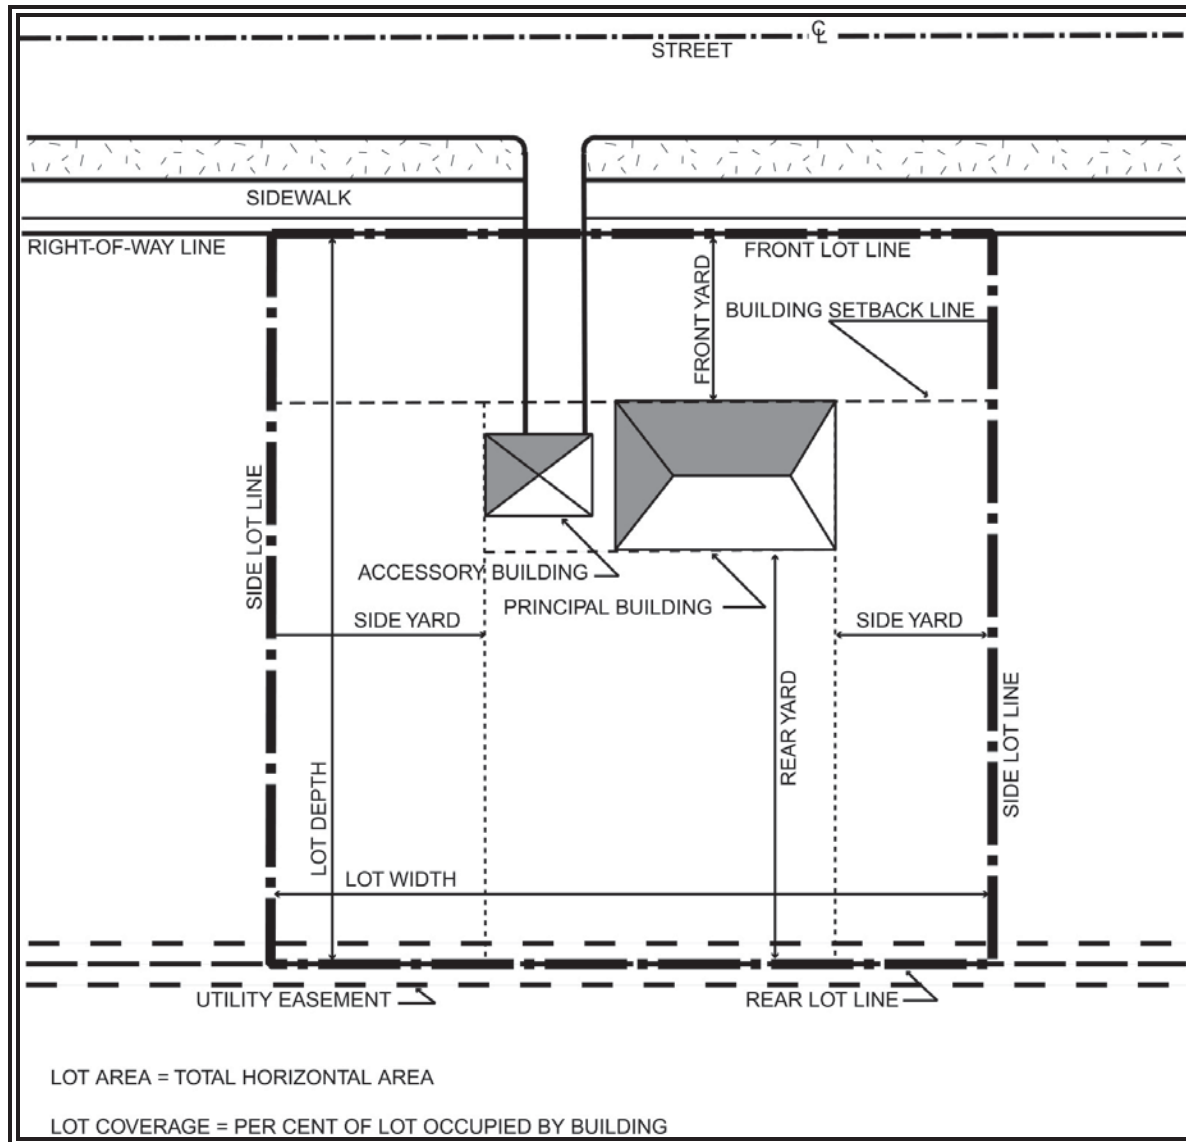 ℄
STREET
SIDEWALK
RIGHT-OF-WAY LINE
FRONT LOT LINE
FRONT YARD
BUILDING SETBACK LINE
SIDE LOT LINE
ACCESSORY BUILDING
PRINCIPAL BUILDING
SIDE YARD
SIDE YARD
REAR YARD
SIDE LOT LINE
LOT DEPTH
LOT WIDTH
UTILITY EASEMENT
REAR LOT LINE
LOT AREA = TOTAL HORIZONTAL AREA
LOT COVERAGE = PER CENT OF LOT OCCUPIED BY BUILDING